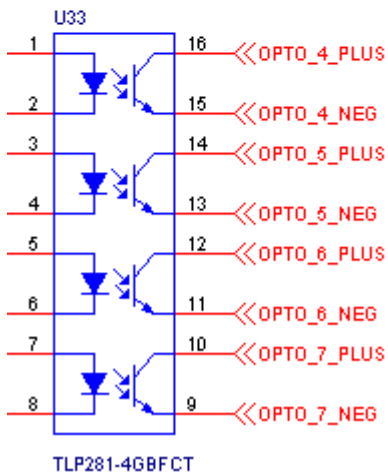 U33
1 16 OPTO_4_PLUS
2 15 OPTO_4_NEG
3 14 OPTO_5_PLUS
4 13 OPTO_5_NEG
5 12 OPTO_6_PLUS
6 11 OPTO_6_NEG
7 10 OPTO_7_PLUS
8 9 OPTO_7_NEG
TLP281-4GBFCT